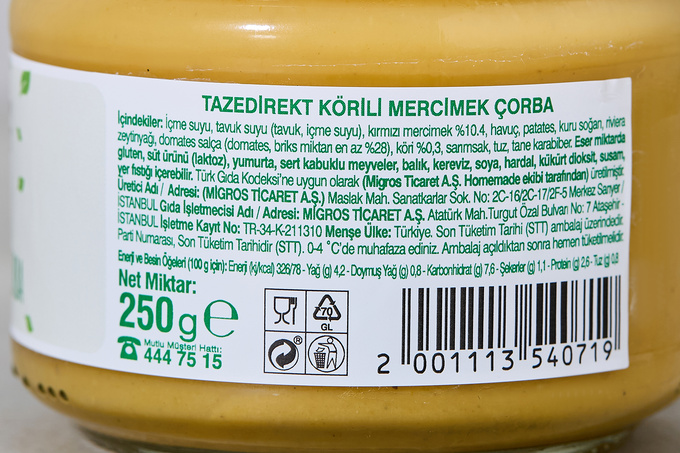 TAZEDİREKT KÖRİLİ MERCİMEK ÇORBA
İçindekiler: İçme suyu, tavuk suyu (tavuk, içme suyu), kırmızı mercimek %10.4, havuç, patates, kuru soğan, riviera
zeytinyağı, domates salça (domates, briks miktarı en az %28), köri %0,3, sarımsak, tuz, tane karabiber. Eser miktarda
gluten, süt ürünü (laktoz), yumurta, sert kabuklu meyveler, balık, kereviz, soya, hardal, kükürt dioksit, susam,
yer fıstığı içerebilir. Türk Gıda Kodeksi'ne uygun olarak (Migros Ticaret A.Ş. Homemade ekibi tarafından) üretilmiştir.
Üretici Adı / Adresi: (MİGROS TİCARET A.Ş.) Maslak Mah. Sanatkarlar Sok. No: 2C-16/2C-17/2F-5 Merkez Sarıyer /
İSTANBUL Gıda İşletmecisi Adı / Adresi: MİGROS TİCARET A.Ş. Atatürk Mah.Turgut Özal Bulvarı No: 7 Ataşehir -
İSTANBUL İşletme Kayıt No: TR-34-K-211310 Menşe Ülke: Türkiye. Son Tüketim Tarihi (STT) ambalaj üzerindedir.
Parti Numarası, Son Tüketim Tarihidir (STT). 0-4 °C'de muhafaza ediniz. Ambalaj açıldıktan sonra hemen tüketilmelidir.
Enerji ve Besin Öğeleri (100 g için): Enerji (kj/kcal) 326/78 - Yağ (g) 4,2 - Doymuş Yağ (g) 0,8 - Karbonhidrat (g) 7,6 - Şekerler (g) 1,1 - Protein (g) 2,6 - Tuz (g) 0,8
Net Miktar:
250 g e
Mutlu Müşteri Hattı:
444 75 15
70
GL
2 001113 540719